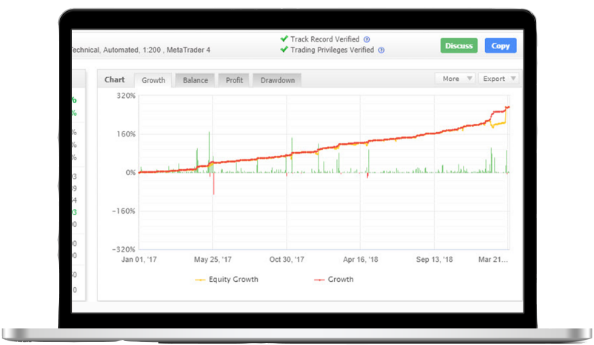 Technical, Automated, 1:200 , MetaTrader 4
Track Record Verified
Trading Privileges Verified
Discuss
Copy
Chart Growth Balance Profit Drawdown
More Export
320%
160%
0%
-160%
-320%
Jan 01, '17 May 25, '17 Oct 30, '17 Apr 16, '18 Sep 13, '18 Mar 21...
Equity Growth Growth